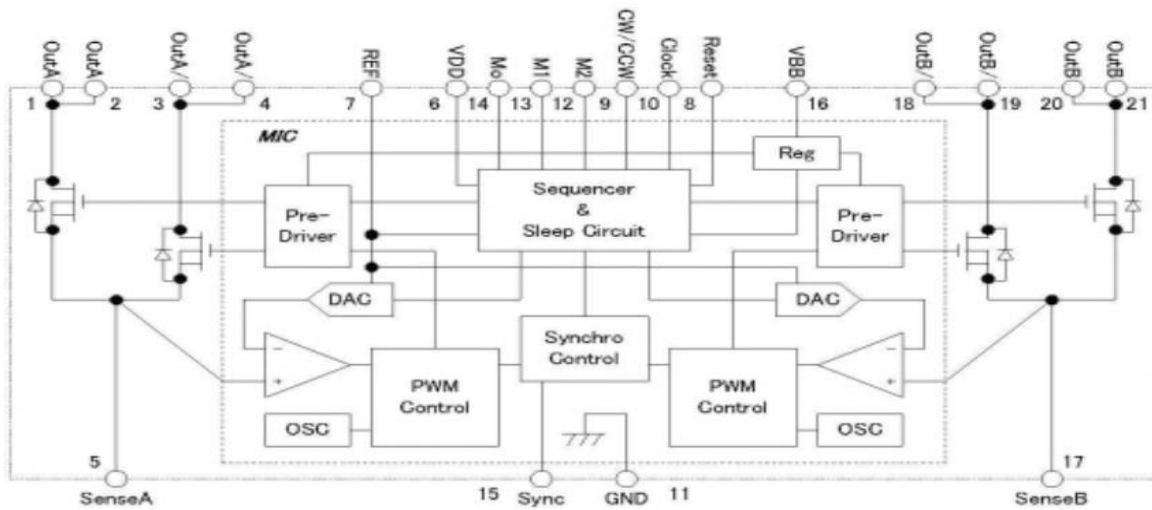 OutA OutA OutA/ OutA/ REF VDD Mo M1 M2 CW/CCW Clock Reset VBB OutB/ OutB/ OutB OutB
1 2 3 4 7 6 14 13 12 9 10 8 16 18 19 20 21
MIC
Reg
Pre-
Driver
Sequencer
&
Sleep Circuit
Pre-
Driver
DAC
DAC
Synchro
Control
-
+
-
+
PWM
Control
PWM
Control
OSC
OSC
5
17
SenseA
15 Sync
GND 11
SenseB